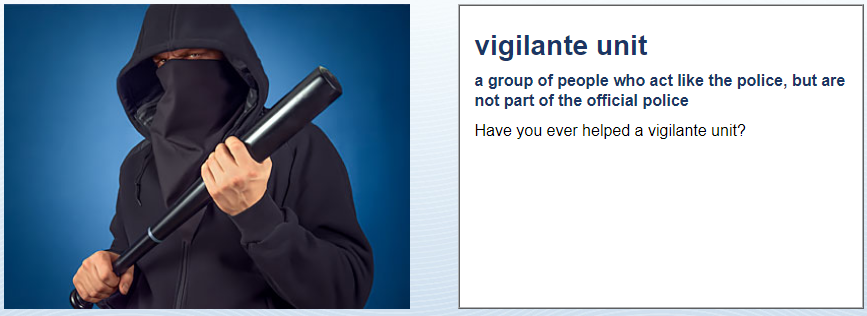 vigilante unit
a group of people who act like the police, but are
not part of the official police
Have you ever helped a vigilante unit?